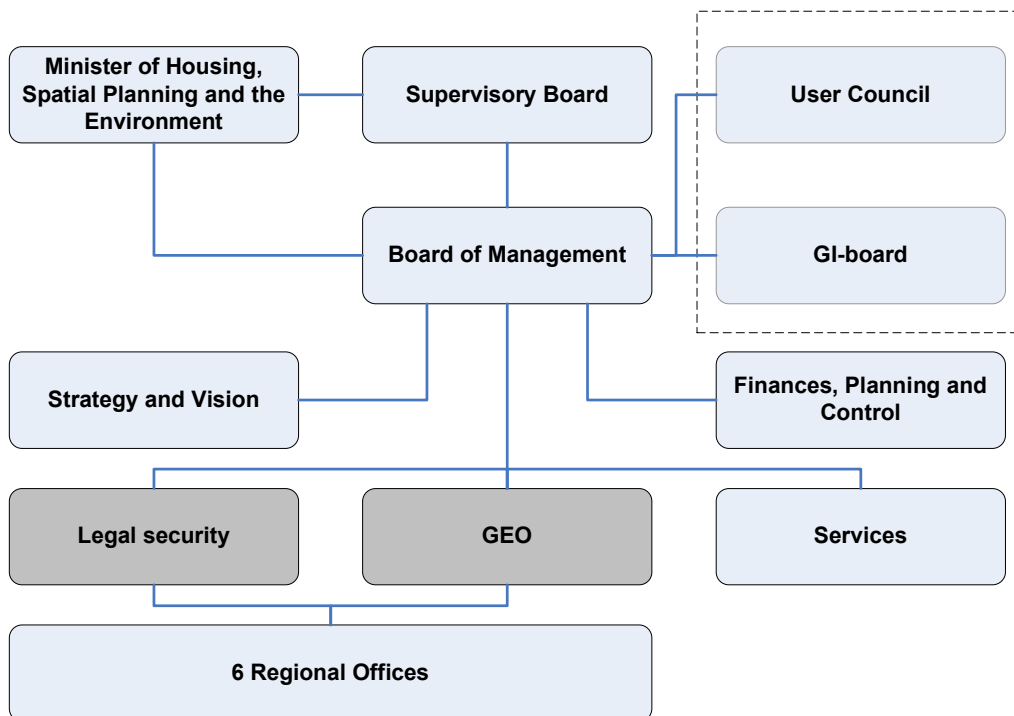 Minister of Housing,
Spatial Planning and the
Environment
Supervisory Board
User Council
Board of Management
GI-board
Strategy and Vision
Finances, Planning and
Control
Legal security
GEO
Services
6 Regional Offices